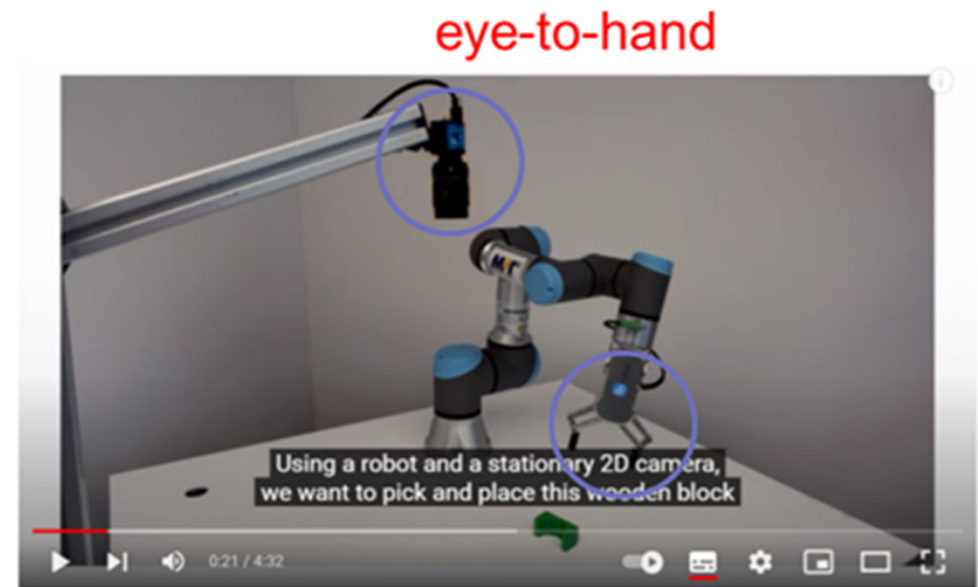 eye-to-hand
Using a robot and a stationary 2D camera,
we want to pick and place this wooden block
0:21 / 4:32